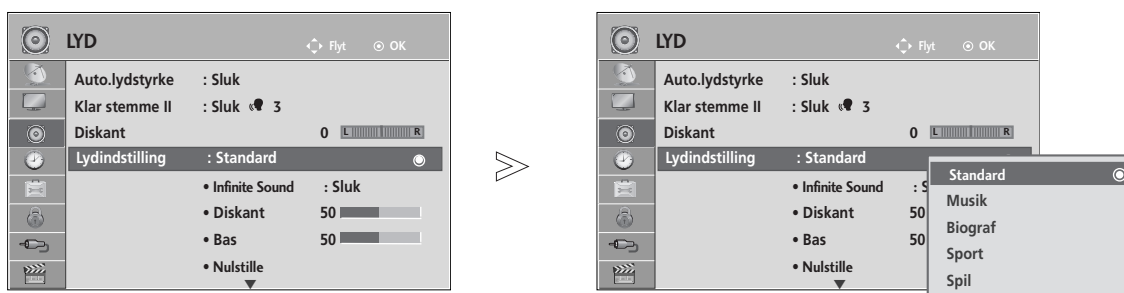 LYD Flyt OK
Auto.lydstyrke : Sluk
Klar stemme II : Sluk 3
Diskant 0 L R
Lydindstilling : Standard
• Infinite Sound : Sluk
• Diskant 50
• Bas 50
• Nulstille
LYD Flyt OK
Auto.lydstyrke : Sluk
Klar stemme II : Sluk 3
Diskant 0 L R
Lydindstilling : Standard
• Infinite Sound : S
• Diskant 50
• Bas 50
• Nulstille
Standard
Musik
Biograf
Sport
Spil